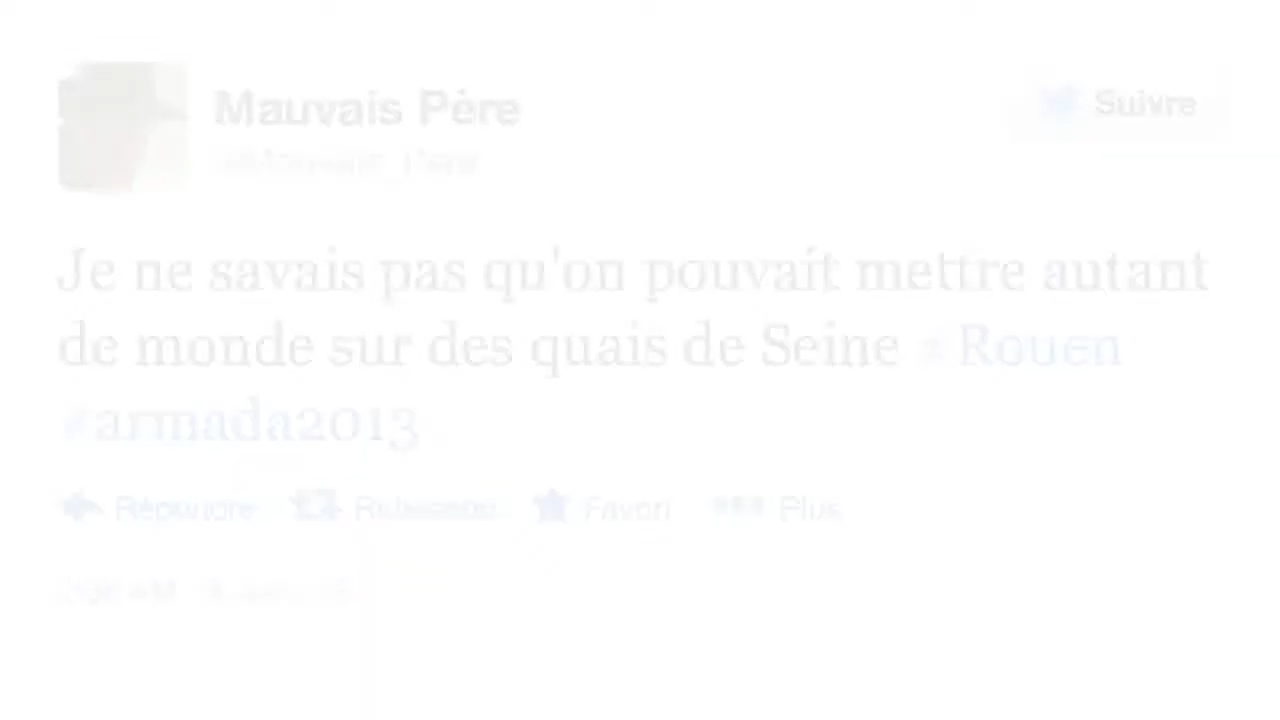 Mauvais Père
Suivre
@Mauvais_Pere
Je ne savais pas qu'on pouvait mettre autant
de monde sur des quais de Seine #Rouen
#armada2013
Répondre Retweeter Favori Plus